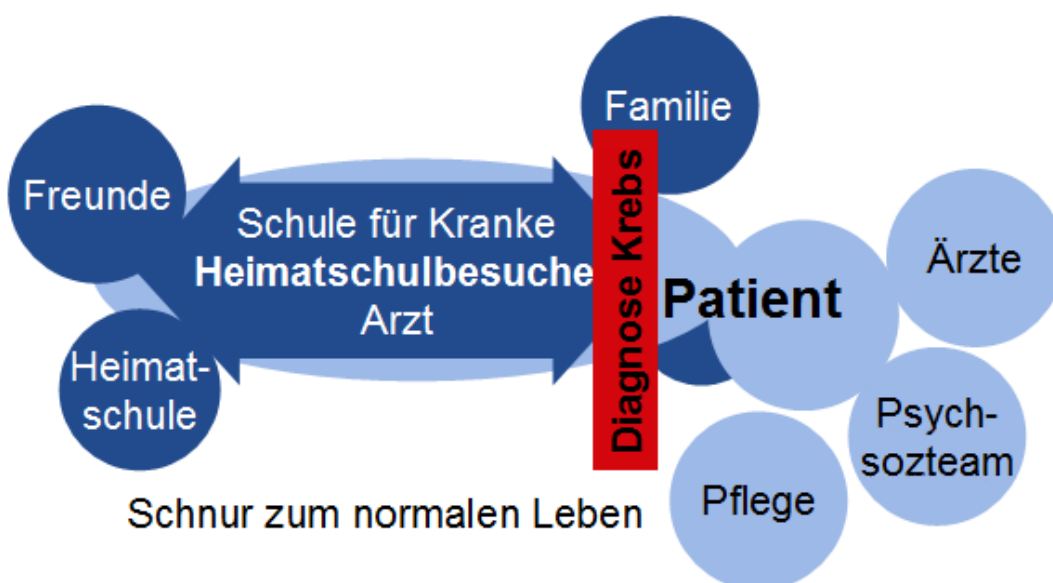 Familie
Freunde
Schule für Kranke
Heimatschulbesuche
Arzt
Diagnose Krebs
Patient
Ärzte
Heimat-
schule
Psych-
sozteam
Pflege
Schnur zum normalen Leben